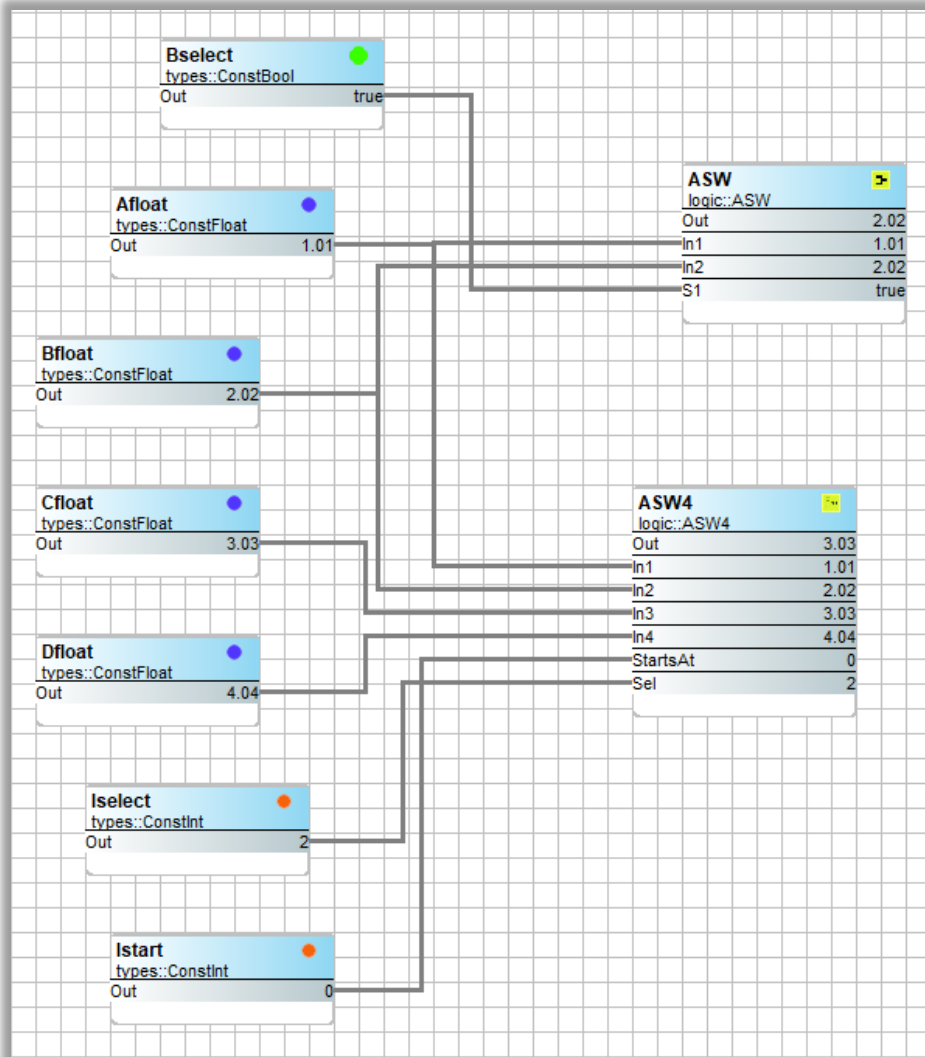 Bselect
types::ConstBool
Out true
Afloat
types::ConstFloat
Out 1.01
Bfloat
types::ConstFloat
Out 2.02
Cfloat
types::ConstFloat
Out 3.03
Dfloat
types::ConstFloat
Out 4.04
Iselect
types::ConstInt
Out 2
Istart
types::ConstInt
Out 0
ASW
logic::ASW
Out 2.02
In1 1.01
In2 2.02
S1 true
ASW4
logic::ASW4
Out 3.03
In1 1.01
In2 2.02
In3 3.03
In4 4.04
StartsAt 0
Sel 2